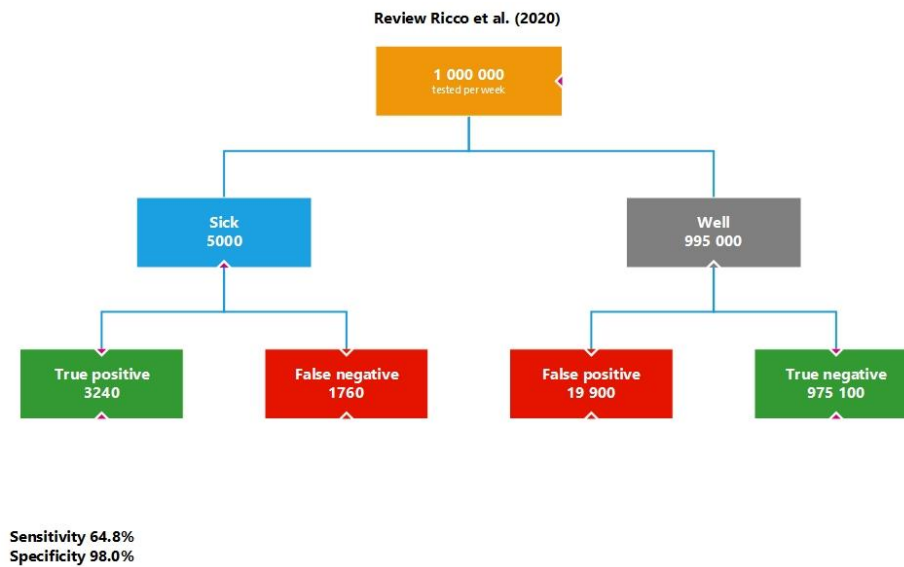 Review Ricco et al. (2020)
1 000 000
tested per week
Sick
5000
Well
995 000
True positive
3240
False negative
1760
False positive
19 900
True negative
975 100
Sensitivity 64.8%
Specificity 98.0%